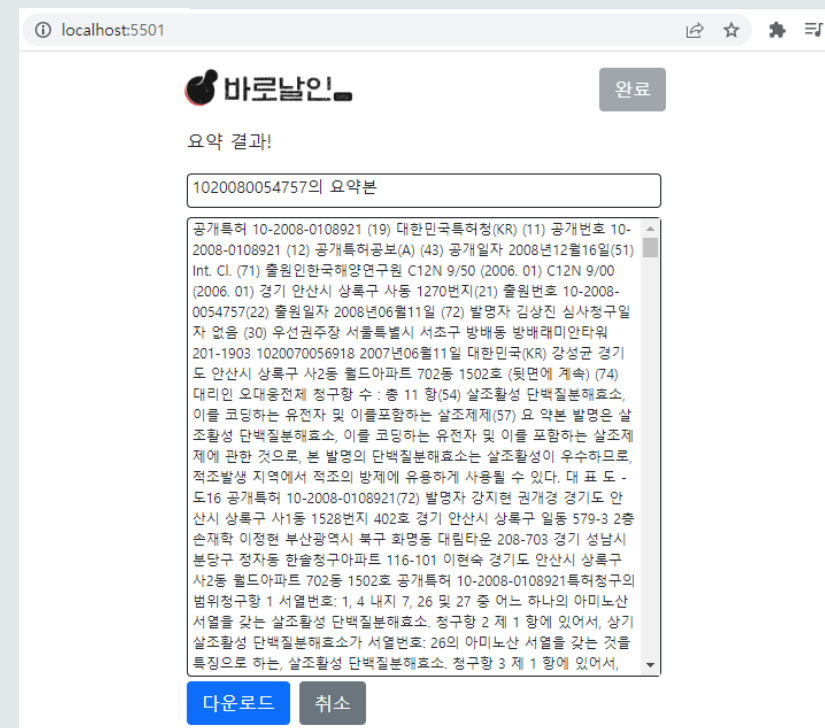 localhost:5501
바로날인
완료
요약 결과!
1020080054757의 요약본
공개특허 10-2008-0108921 (19) 대한민국특허청(KR) (11) 공개번호 10-
2008-0108921 (12) 공개특허공보(A) (43) 공개일자 2008년12월16일(51)
Int. Cl. (71) 출원인한국해양연구원 C12N 9/50 (2006. 01) C12N 9/00
(2006. 01) 경기 안산시 상록구 사동 1270번지(21) 출원번호 10-2008-
0054757(22) 출원일자 2008년06월11일 (72) 발명자 김상진 심사청구일
자 없음 (30) 우선권주장 서울특별시 서초구 방배동 방배래미안타워
201-1903 1020070056918 2007년06월11일 대한민국(KR) 강성균 경기
도 안산시 상록구 사2동 월드아파트 702동 1502호 (뒷면에 계속) (74)
대리인 오대웅전체 청구항 수 : 총 11 항(54) 살조활성 단백질분해효소,
이를 코딩하는 유전자 및 이를포함하는 살조제제(57) 요 약본 발명은 살
조활성 단백질분해효소, 이를 코딩하는 유전자 및 이를 포함하는 살조제
제에 관한 것으로, 본 발명의 단백질분해효소는 살조활성이 우수하므로,
적조발생 지역에서 적조의 방제에 유용하게 사용될 수 있다. 대 표 도 -
도16 공개특허 10-2008-0108921(72) 발명자 강지현 권개경 경기도 안
산시 상록구 사1동 1528번지 402호 경기 안산시 상록구 일동 579-3 2층
손재학 이정현 부산광역시 북구 화명동 대림타운 208-703 경기 성남시
분당구 정자동 한솔청구아파트 116-101 이현숙 경기도 안산시 상록구
사2동 월드아파트 702동 1502호 공개특허 10-2008-0108921특허청구의
범위청구항 1 서열번호: 1, 4 내지 7, 26 및 27 중 어느 하나의 아미노산
서열을 갖는 살조활성 단백질분해효소. 청구항 2 제 1 항에 있어서, 상기
살조활성 단백질분해효소가 서열번호: 26의 아미노산 서열을 갖는 것을
특징으로 하는, 살조활성 단백질분해효소. 청구항 3 제 1 항에 있어서,
다운로드 취소